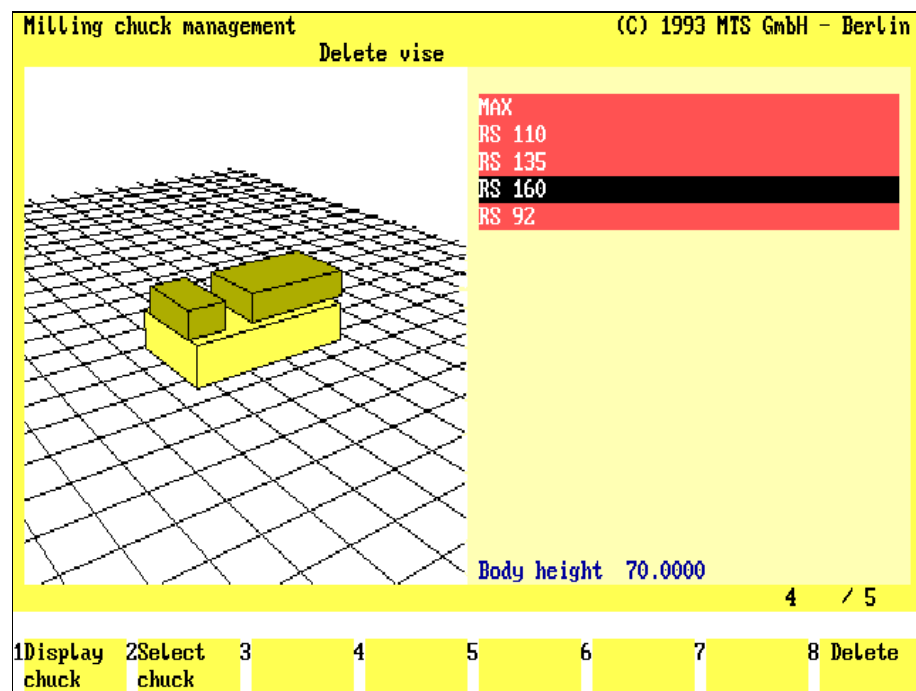 Milling chuck management (C) 1993 MTS GmbH - Berlin
Delete vise
MAX
RS 110
RS 135
RS 160
RS 92
Body height 70.0000
4 / 5
1Display 2Select 3 4 5 6 7 8 Delete
chuck chuck